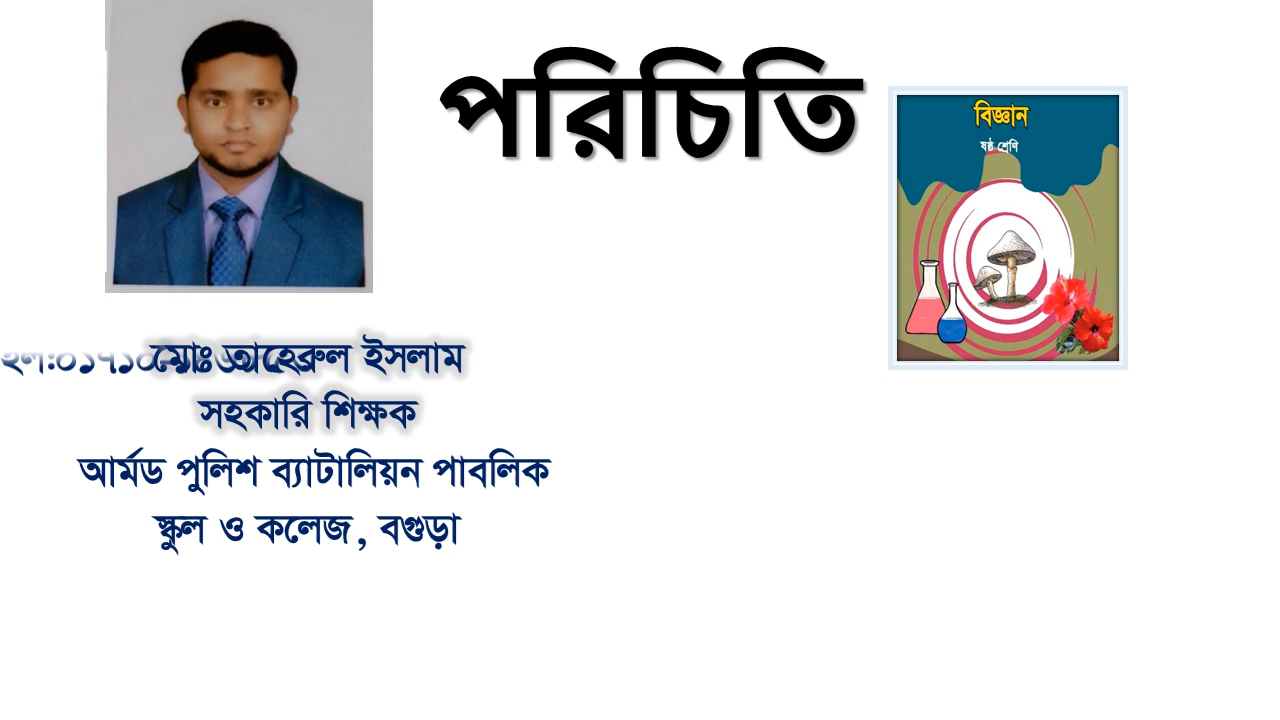 পরিচিতি
বিজ্ঞান
ষষ্ঠ শ্রেণি
মোঃ তাহেরুল ইসলাম
সহকারি শিক্ষক
আর্মড পুলিশ ব্যাটালিয়ন পাবলিক
স্কুল ও কলেজ, বগুড়া